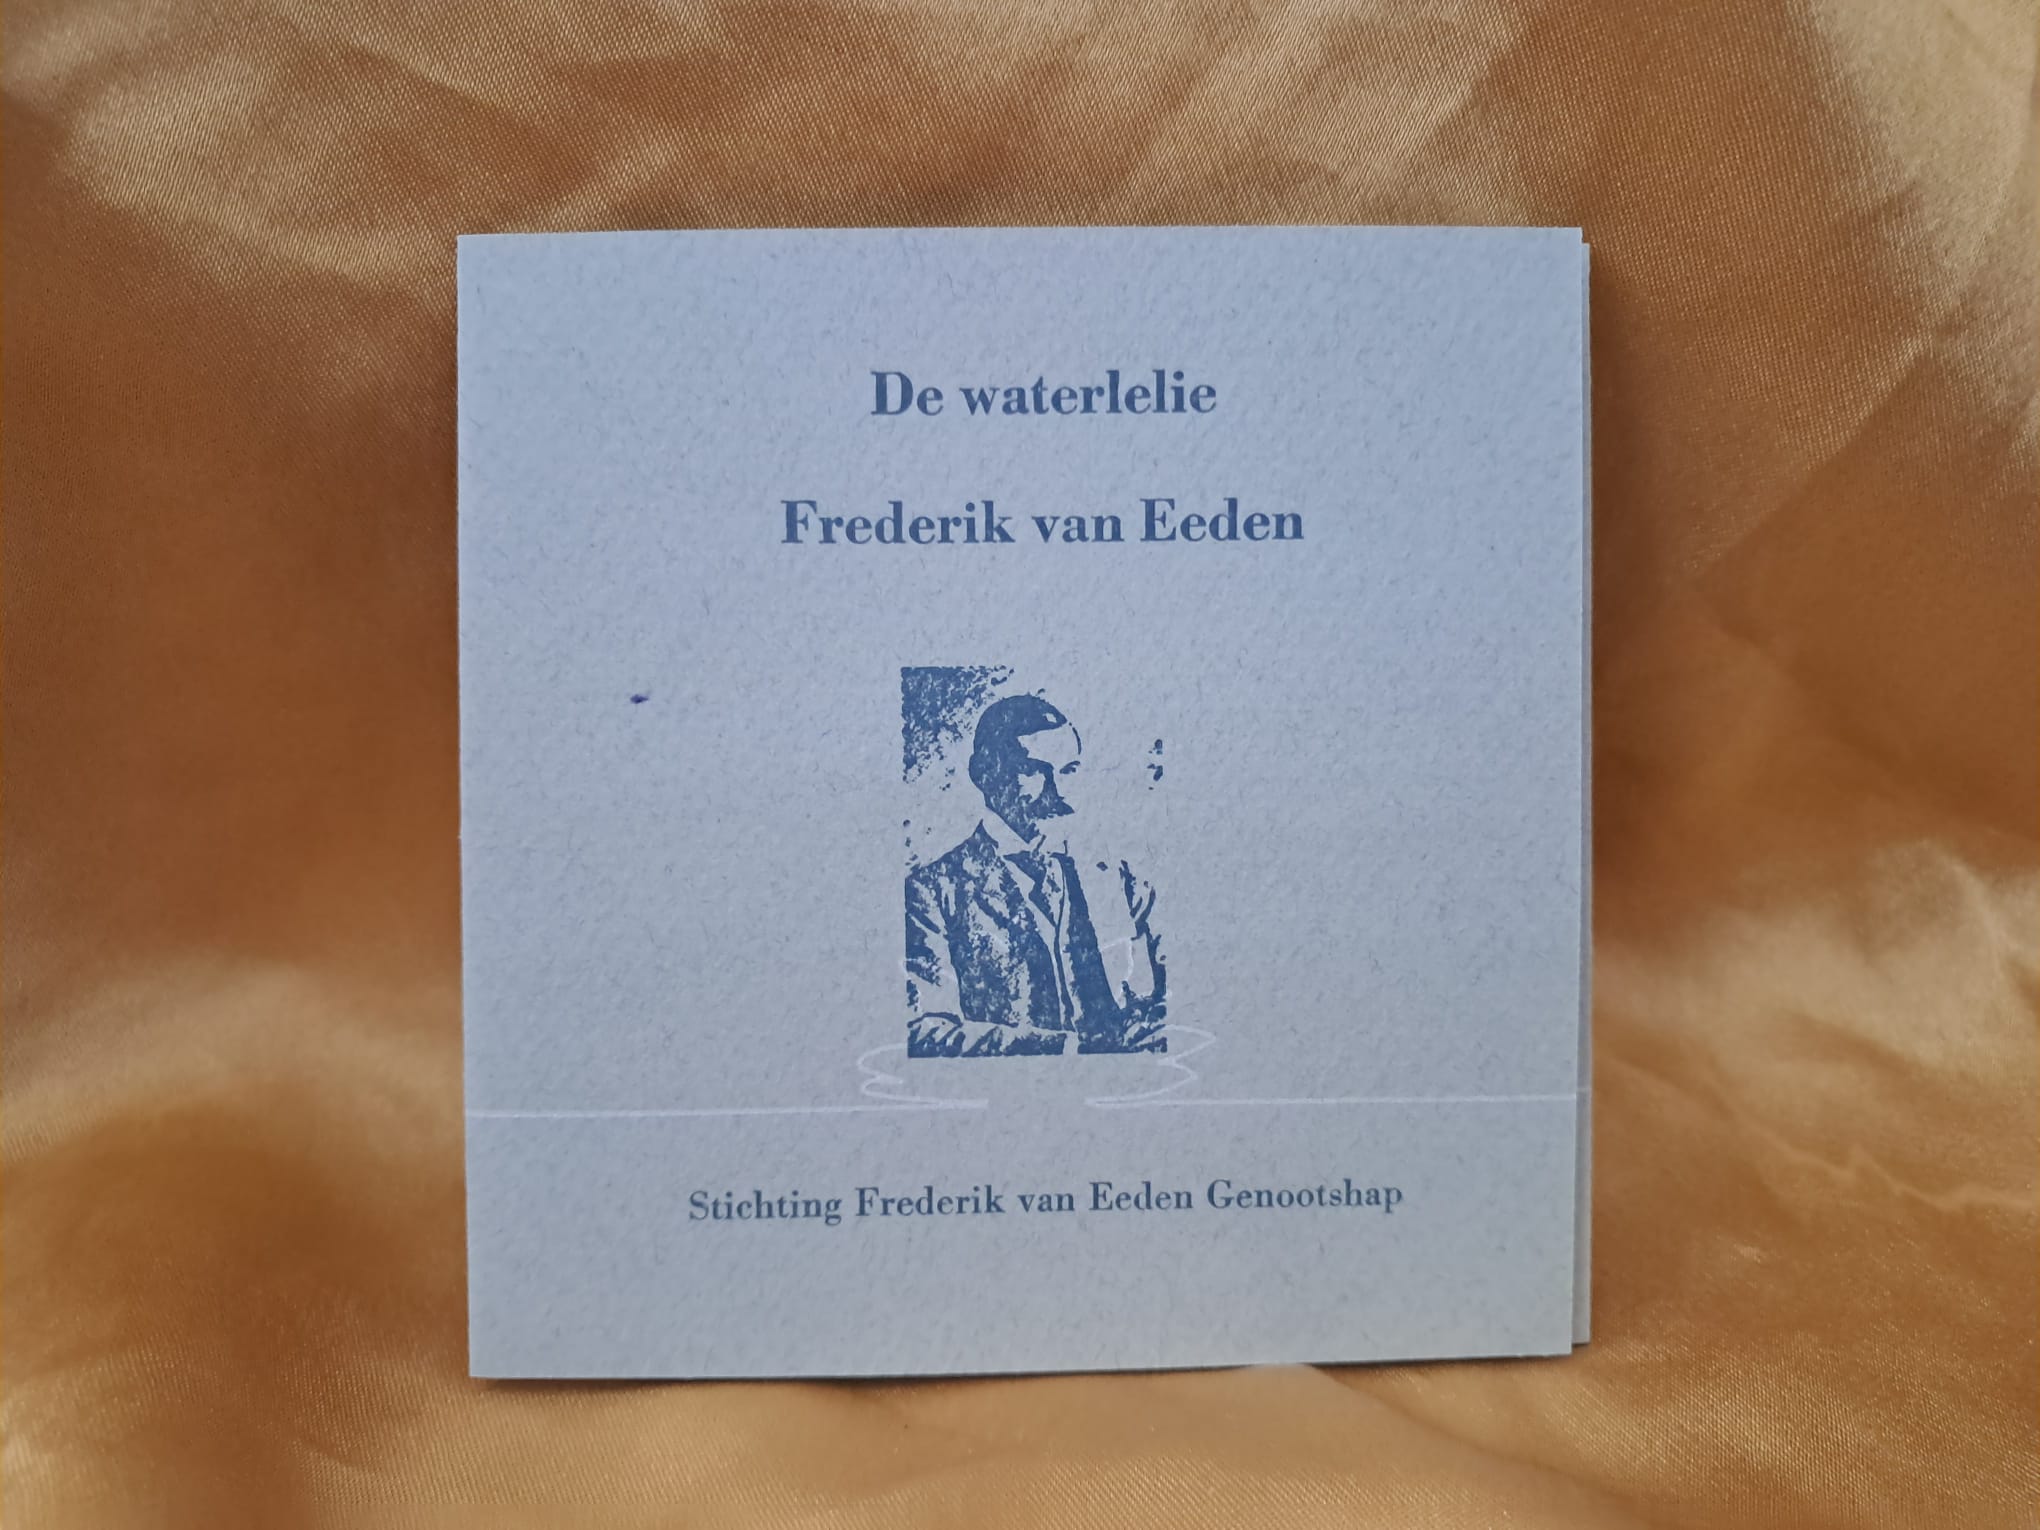 De waterlelie
Frederik van Eeden
Stichting Frederik van Eeden Genootshap